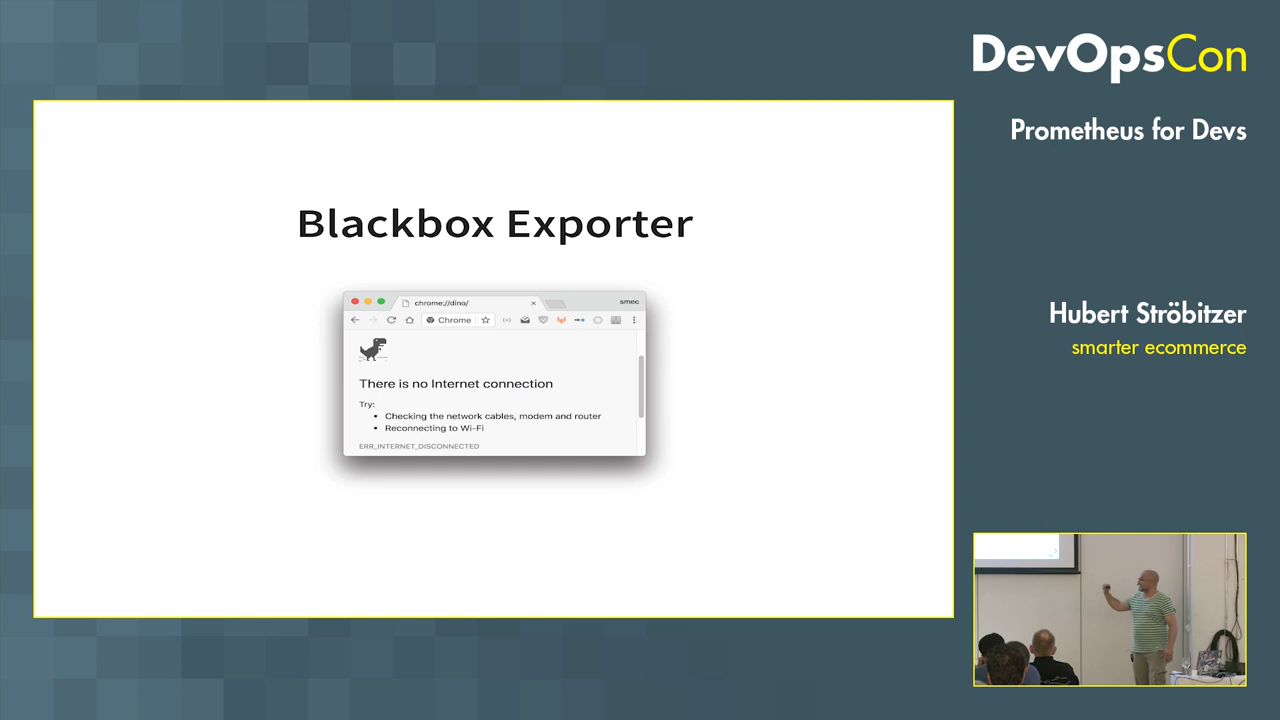 DevOpsCon
Prometheus for Devs
Blackbox Exporter
chrome://dino/
smec
Chrome
There is no Internet connection
Try:
• Checking the network cables, modem and router
• Reconnecting to Wi-Fi
ERR_INTERNET_DISCONNECTED
Hubert Ströbitzer
smarter ecommerce